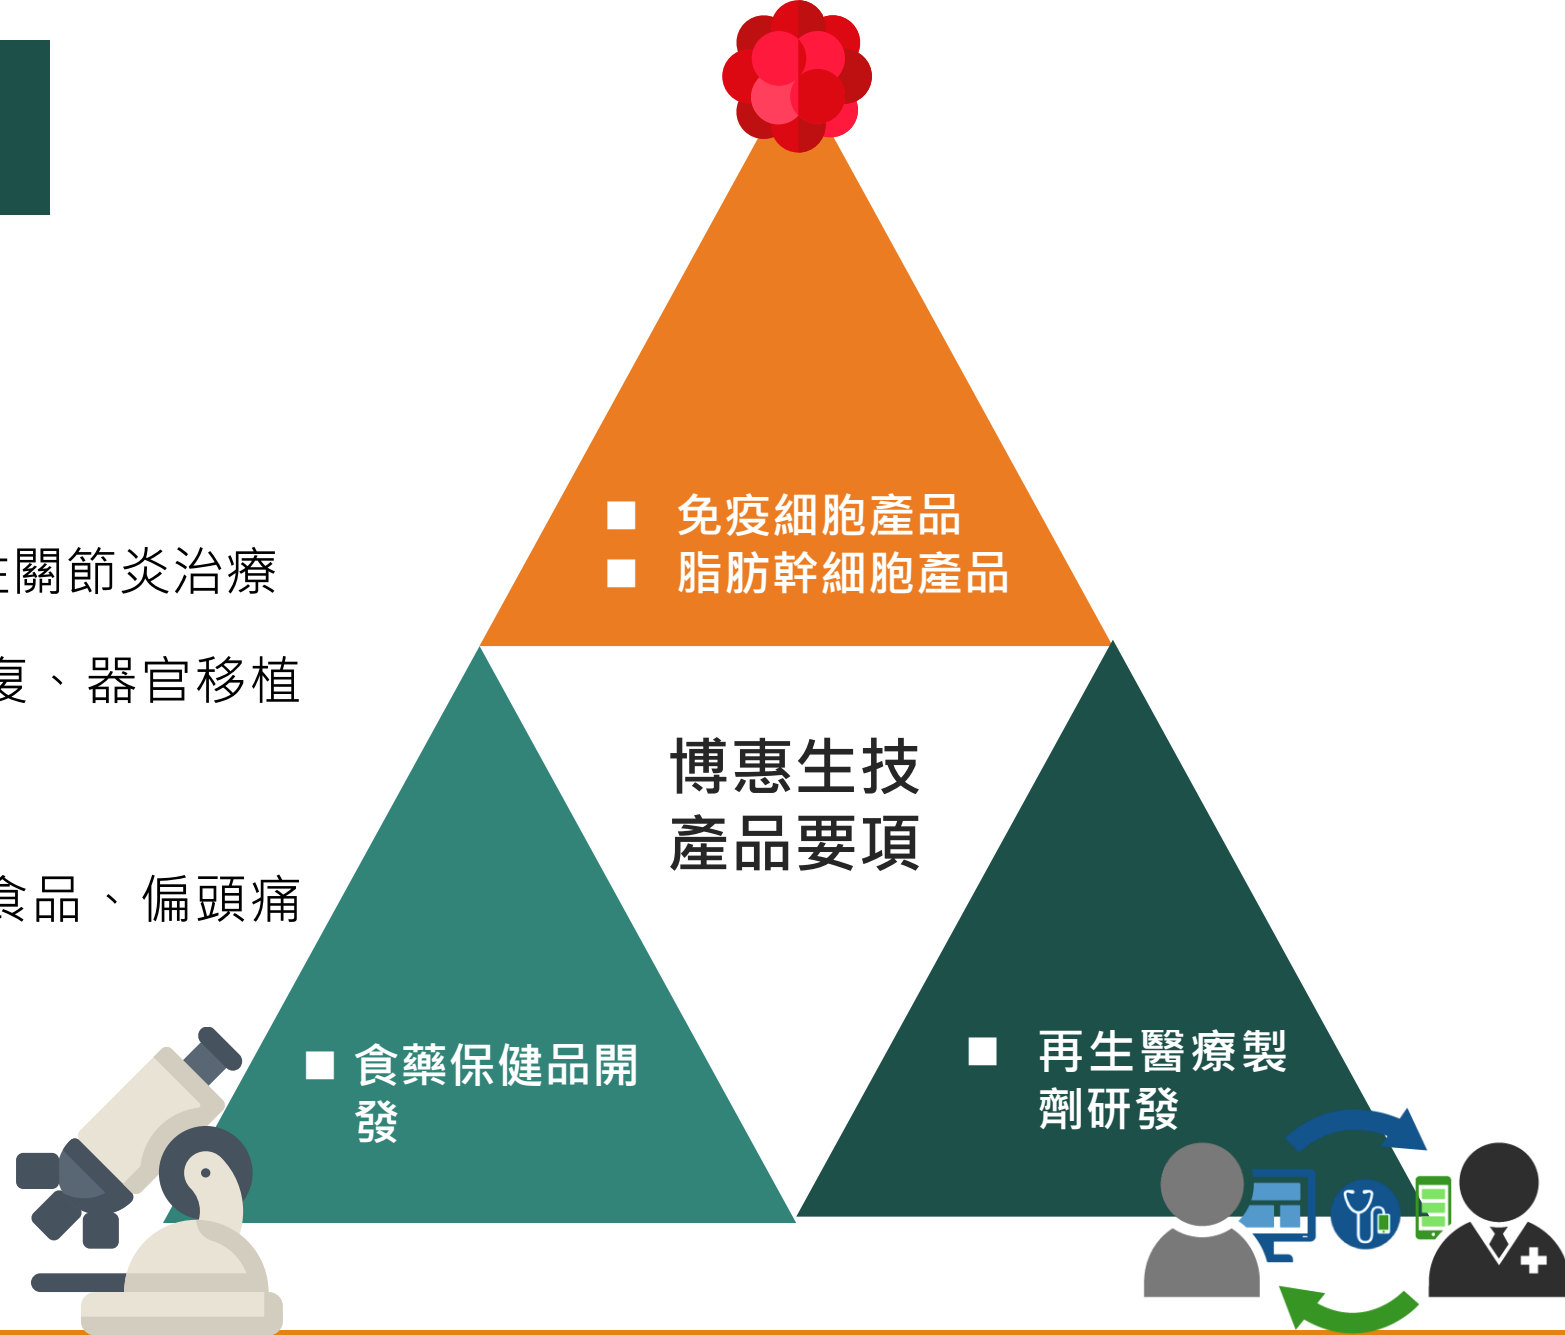 免疫細胞產品
脂肪幹細胞產品
關節炎治療
復、器官移植
博惠生技
產品要項
食品、偏頭痛
食藥保健品開
發
再生醫療製
劑研發